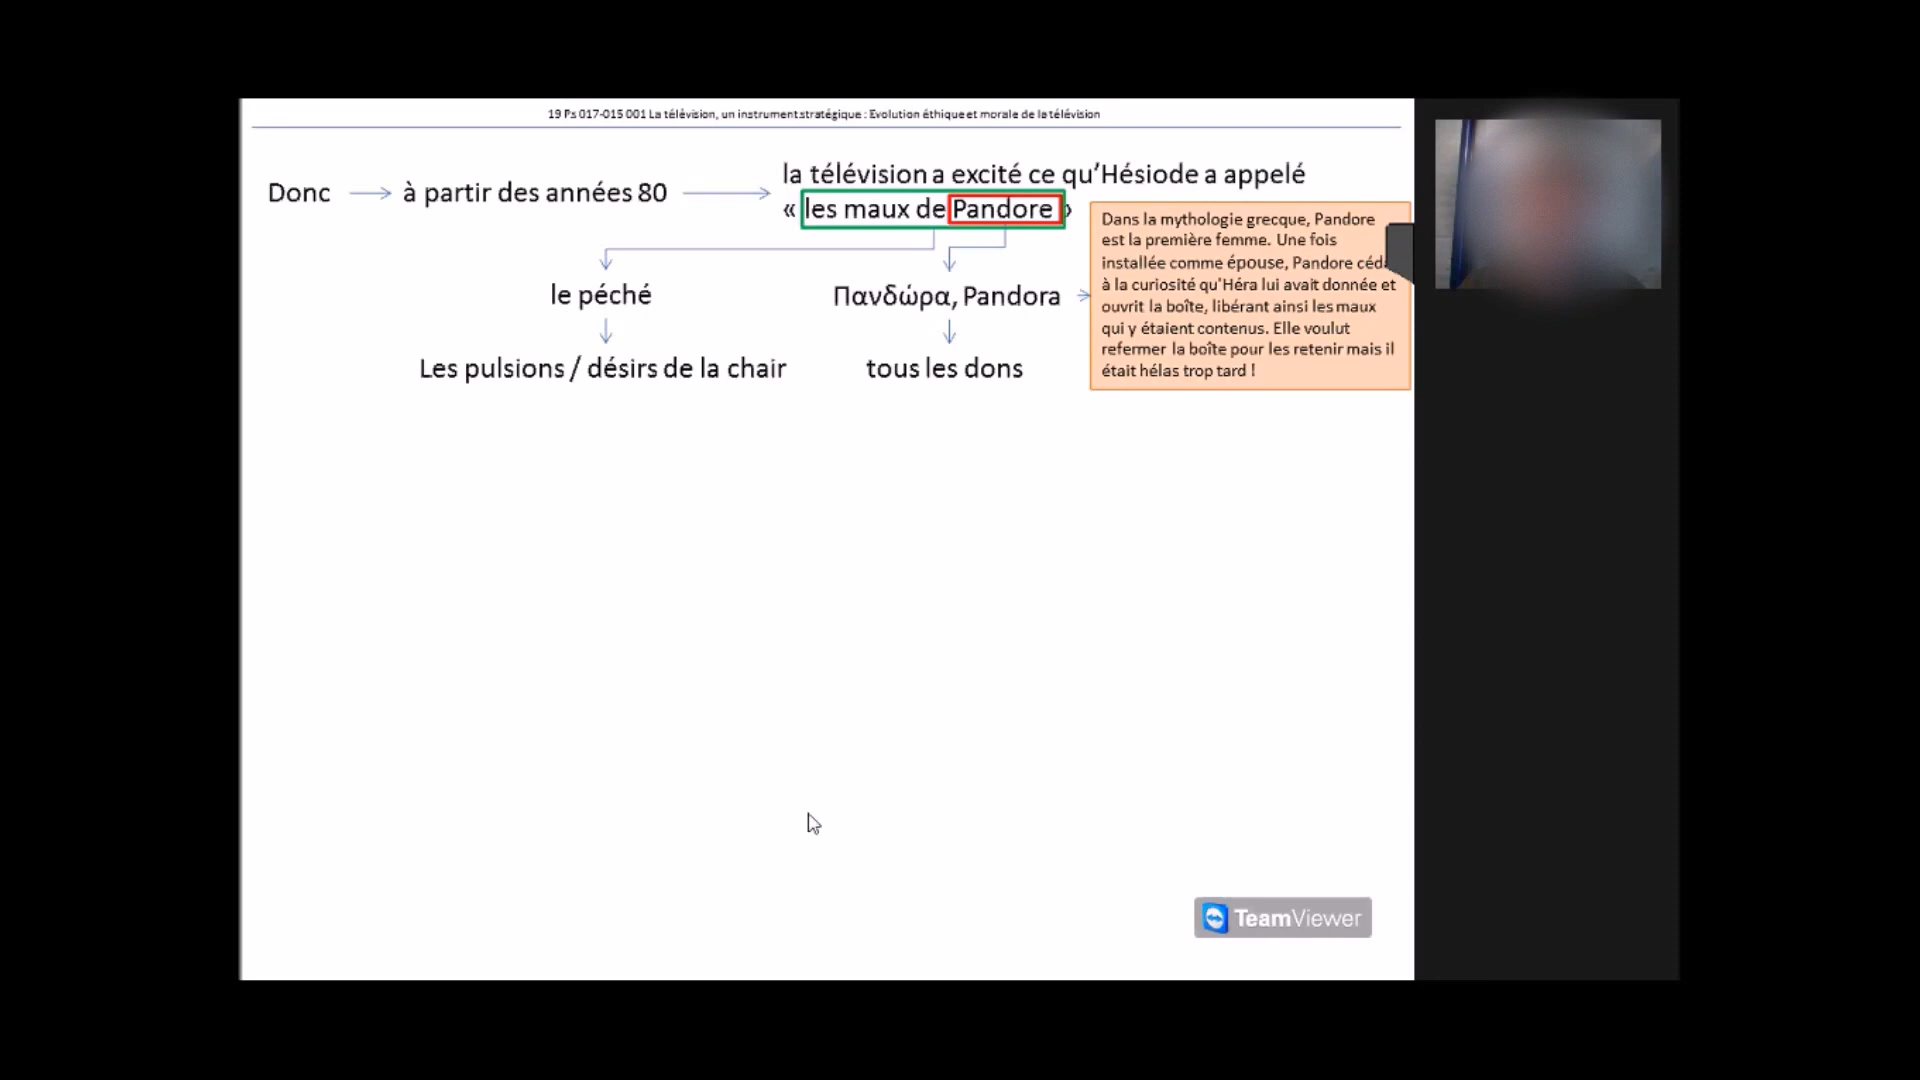 19 Ps 017-015 001 La télévision, un instrument stratégique : Evolution éthique et morale de la télévision
Donc
à partir des années 80
la télévision a excité ce qu’Hésiode a appelé
« les maux de Pandore »
le péché
Les pulsions / désirs de la chair
Πανδώρα, Pandora
tous les dons
Dans la mythologie grecque, Pandore
est la première femme. Une fois
installée comme épouse, Pandore céda
à la curiosité qu'Héra lui avait donnée et
ouvrit la boîte, libérant ainsi les maux
qui y étaient contenus. Elle voulut
refermer la boîte pour les retenir mais il
était hélas trop tard !
TeamViewer